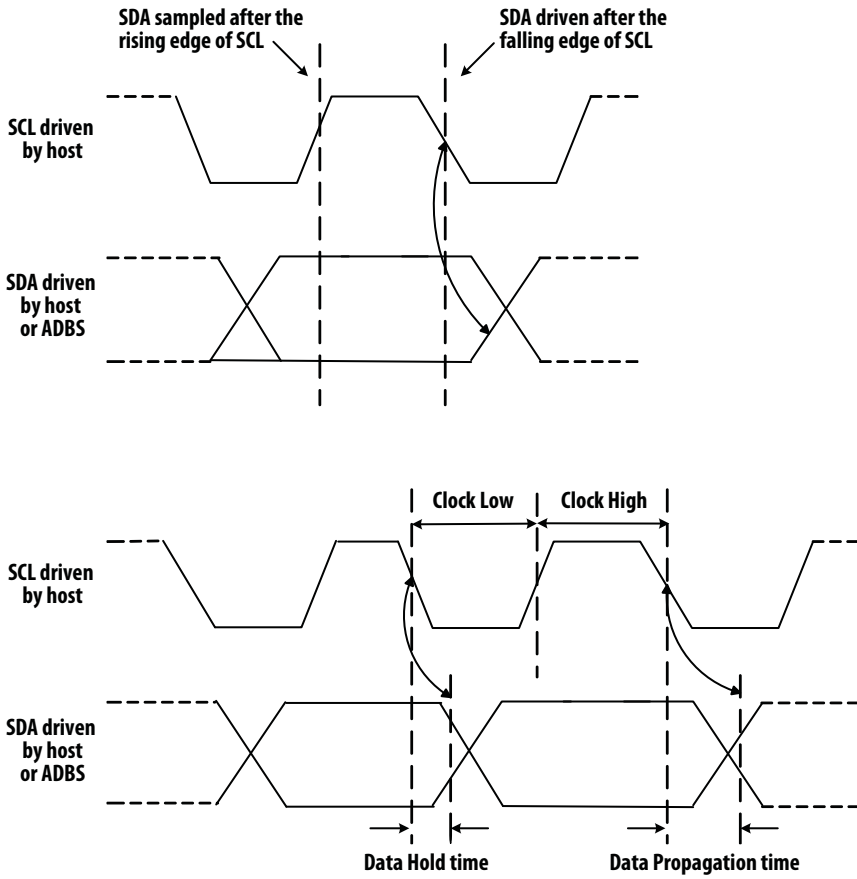 SDA sampled after the
rising edge of SCL
SDA driven after the
falling edge of SCL
SCL driven
by host
SDA driven
by host
or ADBS
Clock Low
Clock High
SCL driven
by host
SDA driven
by host
or ADBS
Data Hold time
Data Propagation time